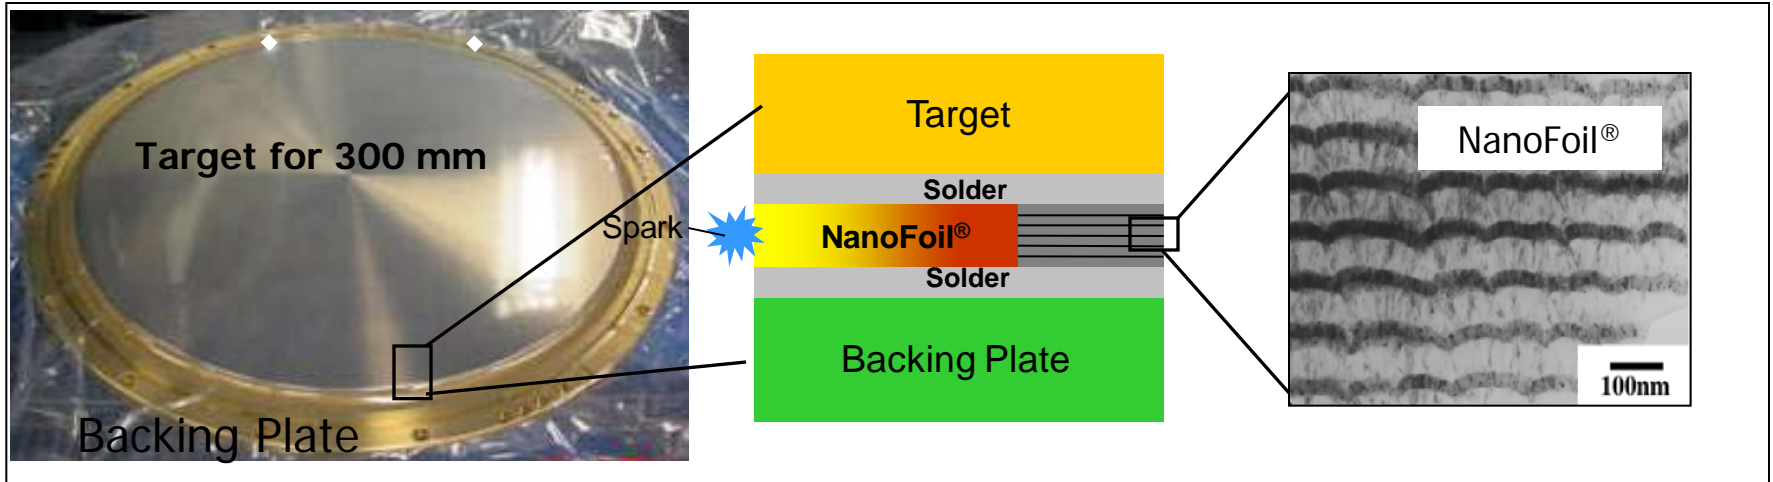 Target for 300 mm
Backing Plate
Spark
Target
Solder
NanoFoil®
Solder
Backing Plate
NanoFoil®
100nm